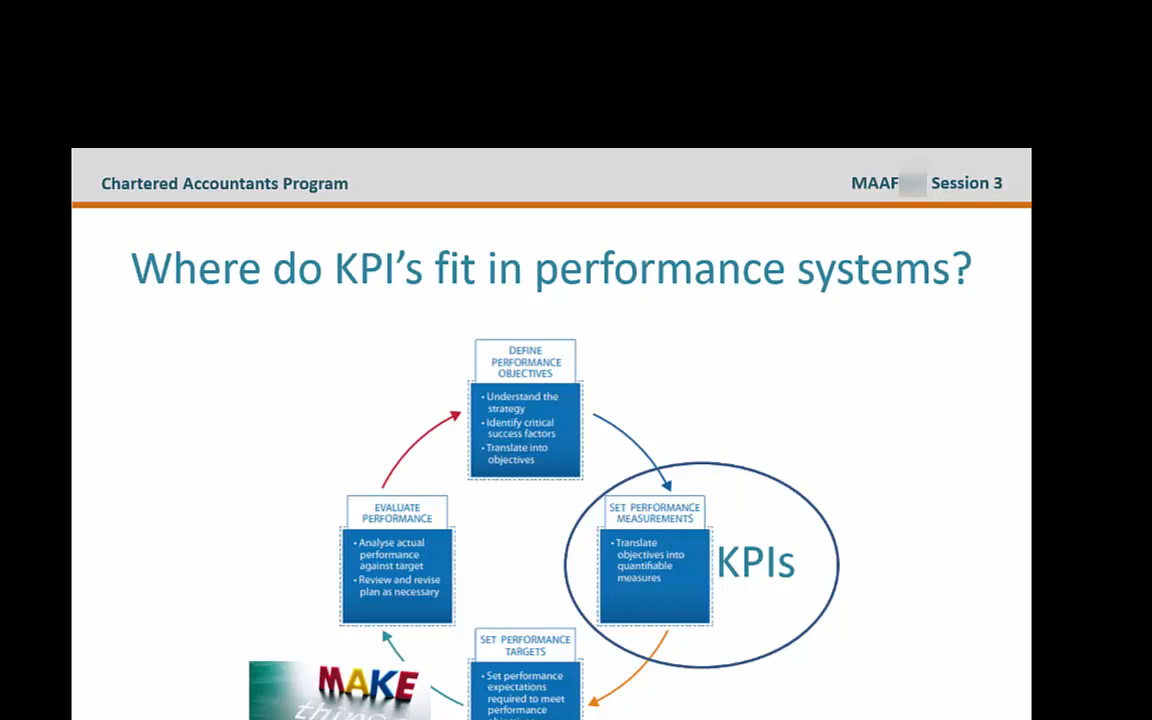 Chartered Accountants Program
MAAF Session 3
Where do KPI’s fit in performance systems?
DEFINE
PERFORMANCE
OBJECTIVES
• Understand the
strategy
• Identify critical
success factors
• Translate into
objectives
SET PERFORMANCE
MEASUREMENTS
• Translate
objectives into
quantifiable
measures
KPIs
EVALUATE
PERFORMANCE
• Analyse actual
performance
against target
• Review and revise
plan as necessary
SET PERFORMANCE
TARGETS
• Set performance
expectations
required to meet
performance
MAKE